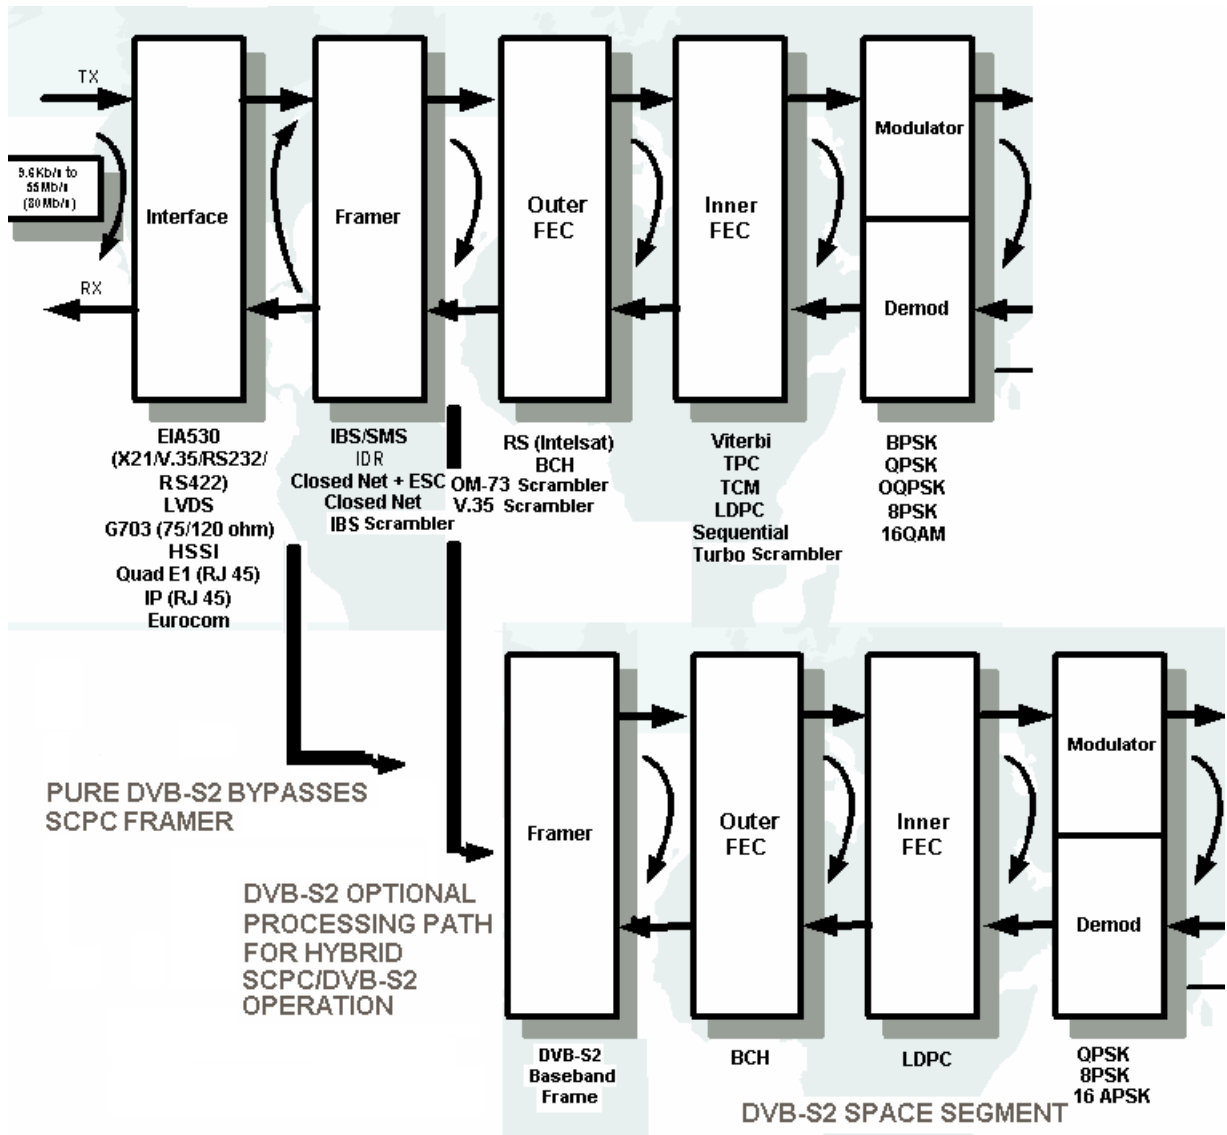 TX
9.6Kb/s to
55Mb/s
(80Mb/s)
RX
Interface
Framer
Outer
FEC
Inner
FEC
Modulator
Demod
EIA530
(X21/V.35/RS232/
RS422)
LVDS
G703 (75/120 ohm)
HSSI
Quad E1 (RJ 45)
IP (RJ 45)
Eurocom
IBS/SMS
IDR
Closed Net + ESC
Closed Net
IBS Scrambler
RS (Intelsat)
BCH
OM-73 Scrambler
V.35 Scrambler
Viterbi
TPC
TCM
LDPC
Sequential
Turbo Scrambler
BPSK
QPSK
OQPSK
8PSK
16QAM
PURE DVB-S2 BYPASSES
SCPC FRAMER
DVB-S2 OPTIONAL
PROCESSING PATH
FOR HYBRID
SCPC/DVB-S2
OPERATION
Framer
Outer
FEC
Inner
FEC
Modulator
Demod
DVB-S2
Baseband
Frame
BCH
LDPC
QPSK
8PSK
16 APSK
DVB-S2 SPACE SEGMENT